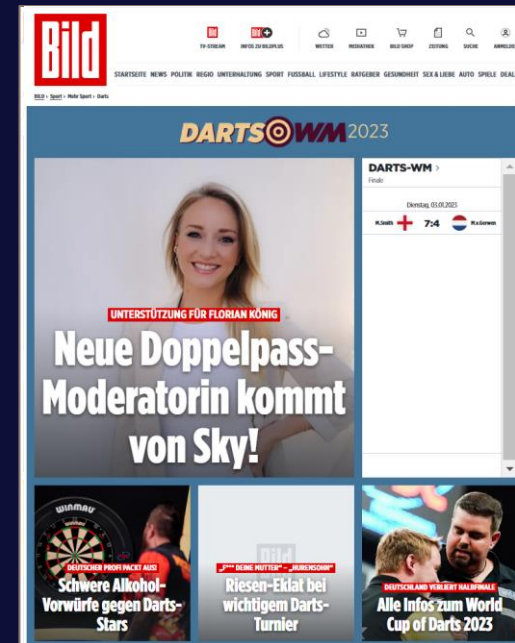 Bild
TV-STREAM INFOS ZU BILDPLUS WETTER MEDIATHEK BILD SHOP ZEITUNG SUCHE ANMELDEN
STARTSEITE NEWS POLITIK REGIO UNTERHALTUNG SPORT FUSSBALL LIFESTYLE RATGEBER GESUNDHEIT SEX & LIEBE AUTO SPIELE DEAL
BILD > Sport > Mehr Sport > Darts
DARTS WM 2023
DARTS-WM >
Finale
Dienstag, 03.01.2023
M.Smith 7:4 M.v.Gerwen
UNTERSTÜTZUNG FÜR FLORIAN KÖNIG
Neue Doppelpass-
Moderatorin kommt
von Sky!
WINMAU
DEUTSCHER PROFI PACKT AUS!
Schwere Alkohol-
Vorwürfe gegen Darts-
Stars
Bild
„F*** DEINE MUTTER“ – „HURENSOHN“
Riesen-Eklat bei
wichtigem Darts-
Turnier
DEUTSCHLAND VERLIERT HALBFINALE
Alle Infos zum World
Cup of Darts 2023